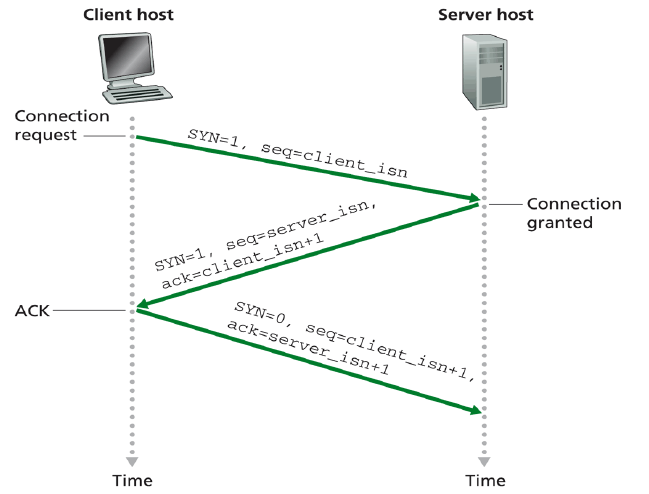 Client host
Server host
Connection
request
SYN=1, seq=client_isn
Connection
granted
SYN=1, seq=server_isn,
ack=client_isn+1
ACK
SYN=0, seq=client_isn+1,
ack=server_isn+1
Time
Time